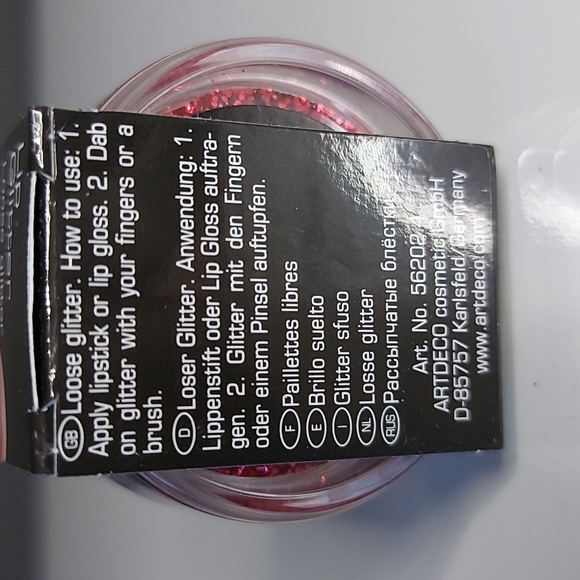 GB Loose glitter. How to use: 1.
Apply lipstick or lip gloss. 2. Dab
on glitter with your fingers or a
brush.
D Loser Glitter. Anwendung: 1.
Lippenstift oder Lip Gloss auftra-
gen. 2. Glitter mit den Fingern
oder einem Pinsel auftupfen.
F Paillettes libres
E Brillo suelto
I Glitter sfuso
NL Losse glitter
RUS Рассыпчатые блёстки
Art. No. 56202
ARTDECO cosmetic GmbH
D-85757 Karlsfeld, Germany
www.artdeco.com